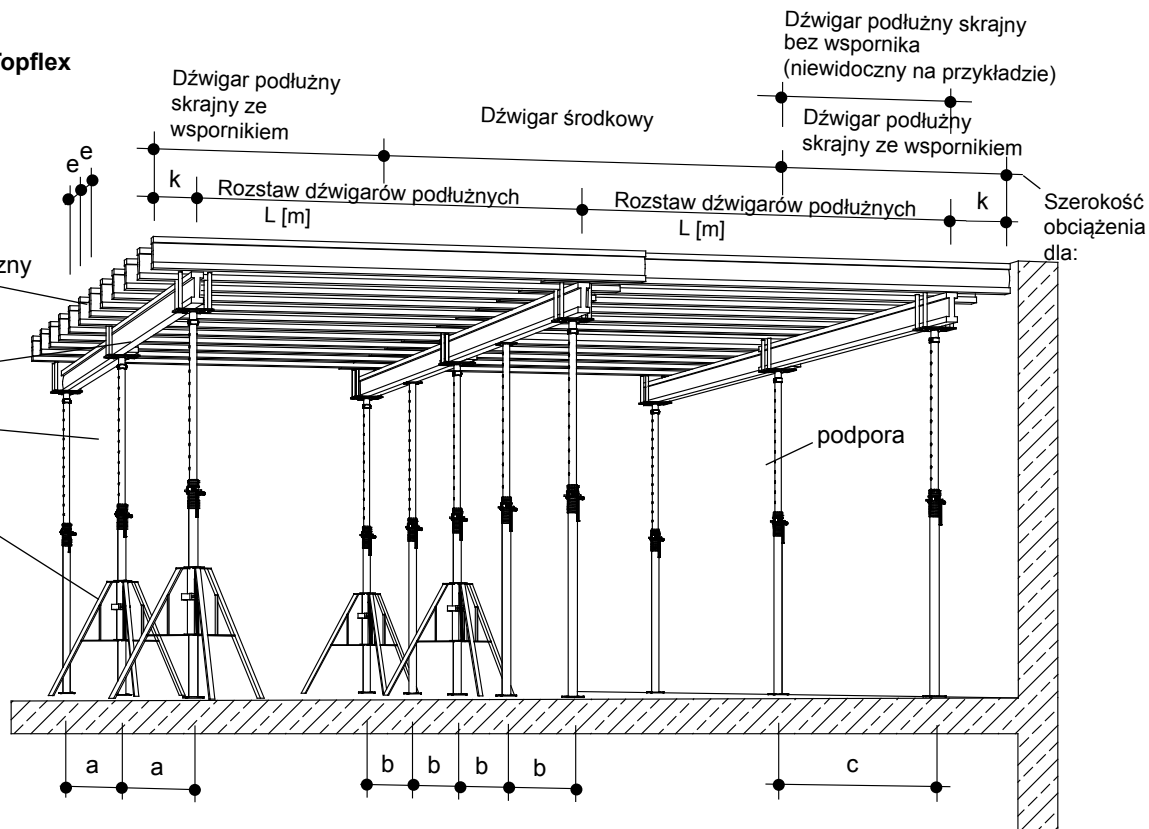 Topflex
Dźwigar podłużny
skrajny ze
wspornikiem
Dźwigar środkowy
Dźwigar podłużny skrajny
bez wspornika
(niewidoczny na przykładzie)
Dźwigar podłużny
skrajny ze wspornikiem
e
e
k
Rozstaw dźwigarów podłużnych
L [m]
Rozstaw dźwigarów podłużnych
L [m]
k
Szerokość
obciążenia
dla:
zny
podpora
a
a
b
b
b
b
c